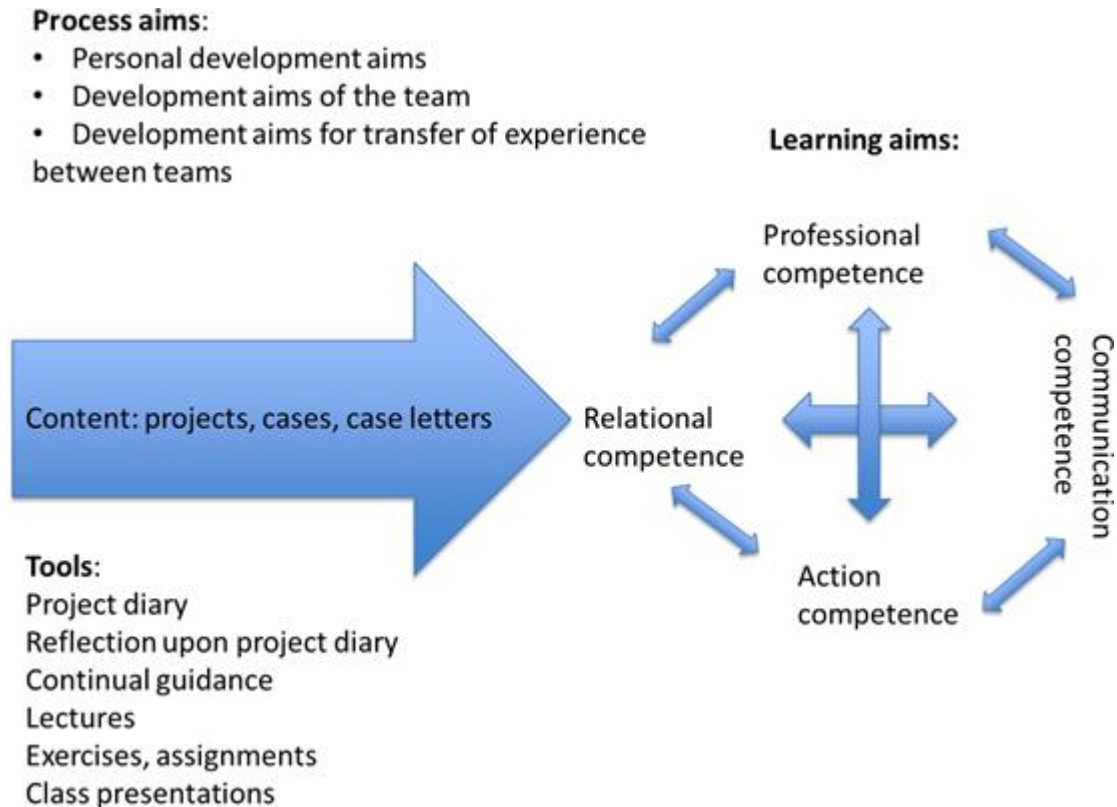 Process aims:
• Personal development aims
• Development aims of the team
• Development aims for transfer of experience
between teams
Learning aims:
Professional
competence
Communication
competence
Content: projects, cases, case letters
Relational
competence
Action
competence
Tools:
Project diary
Reflection upon project diary
Continual guidance
Lectures
Exercises, assignments
Class presentations